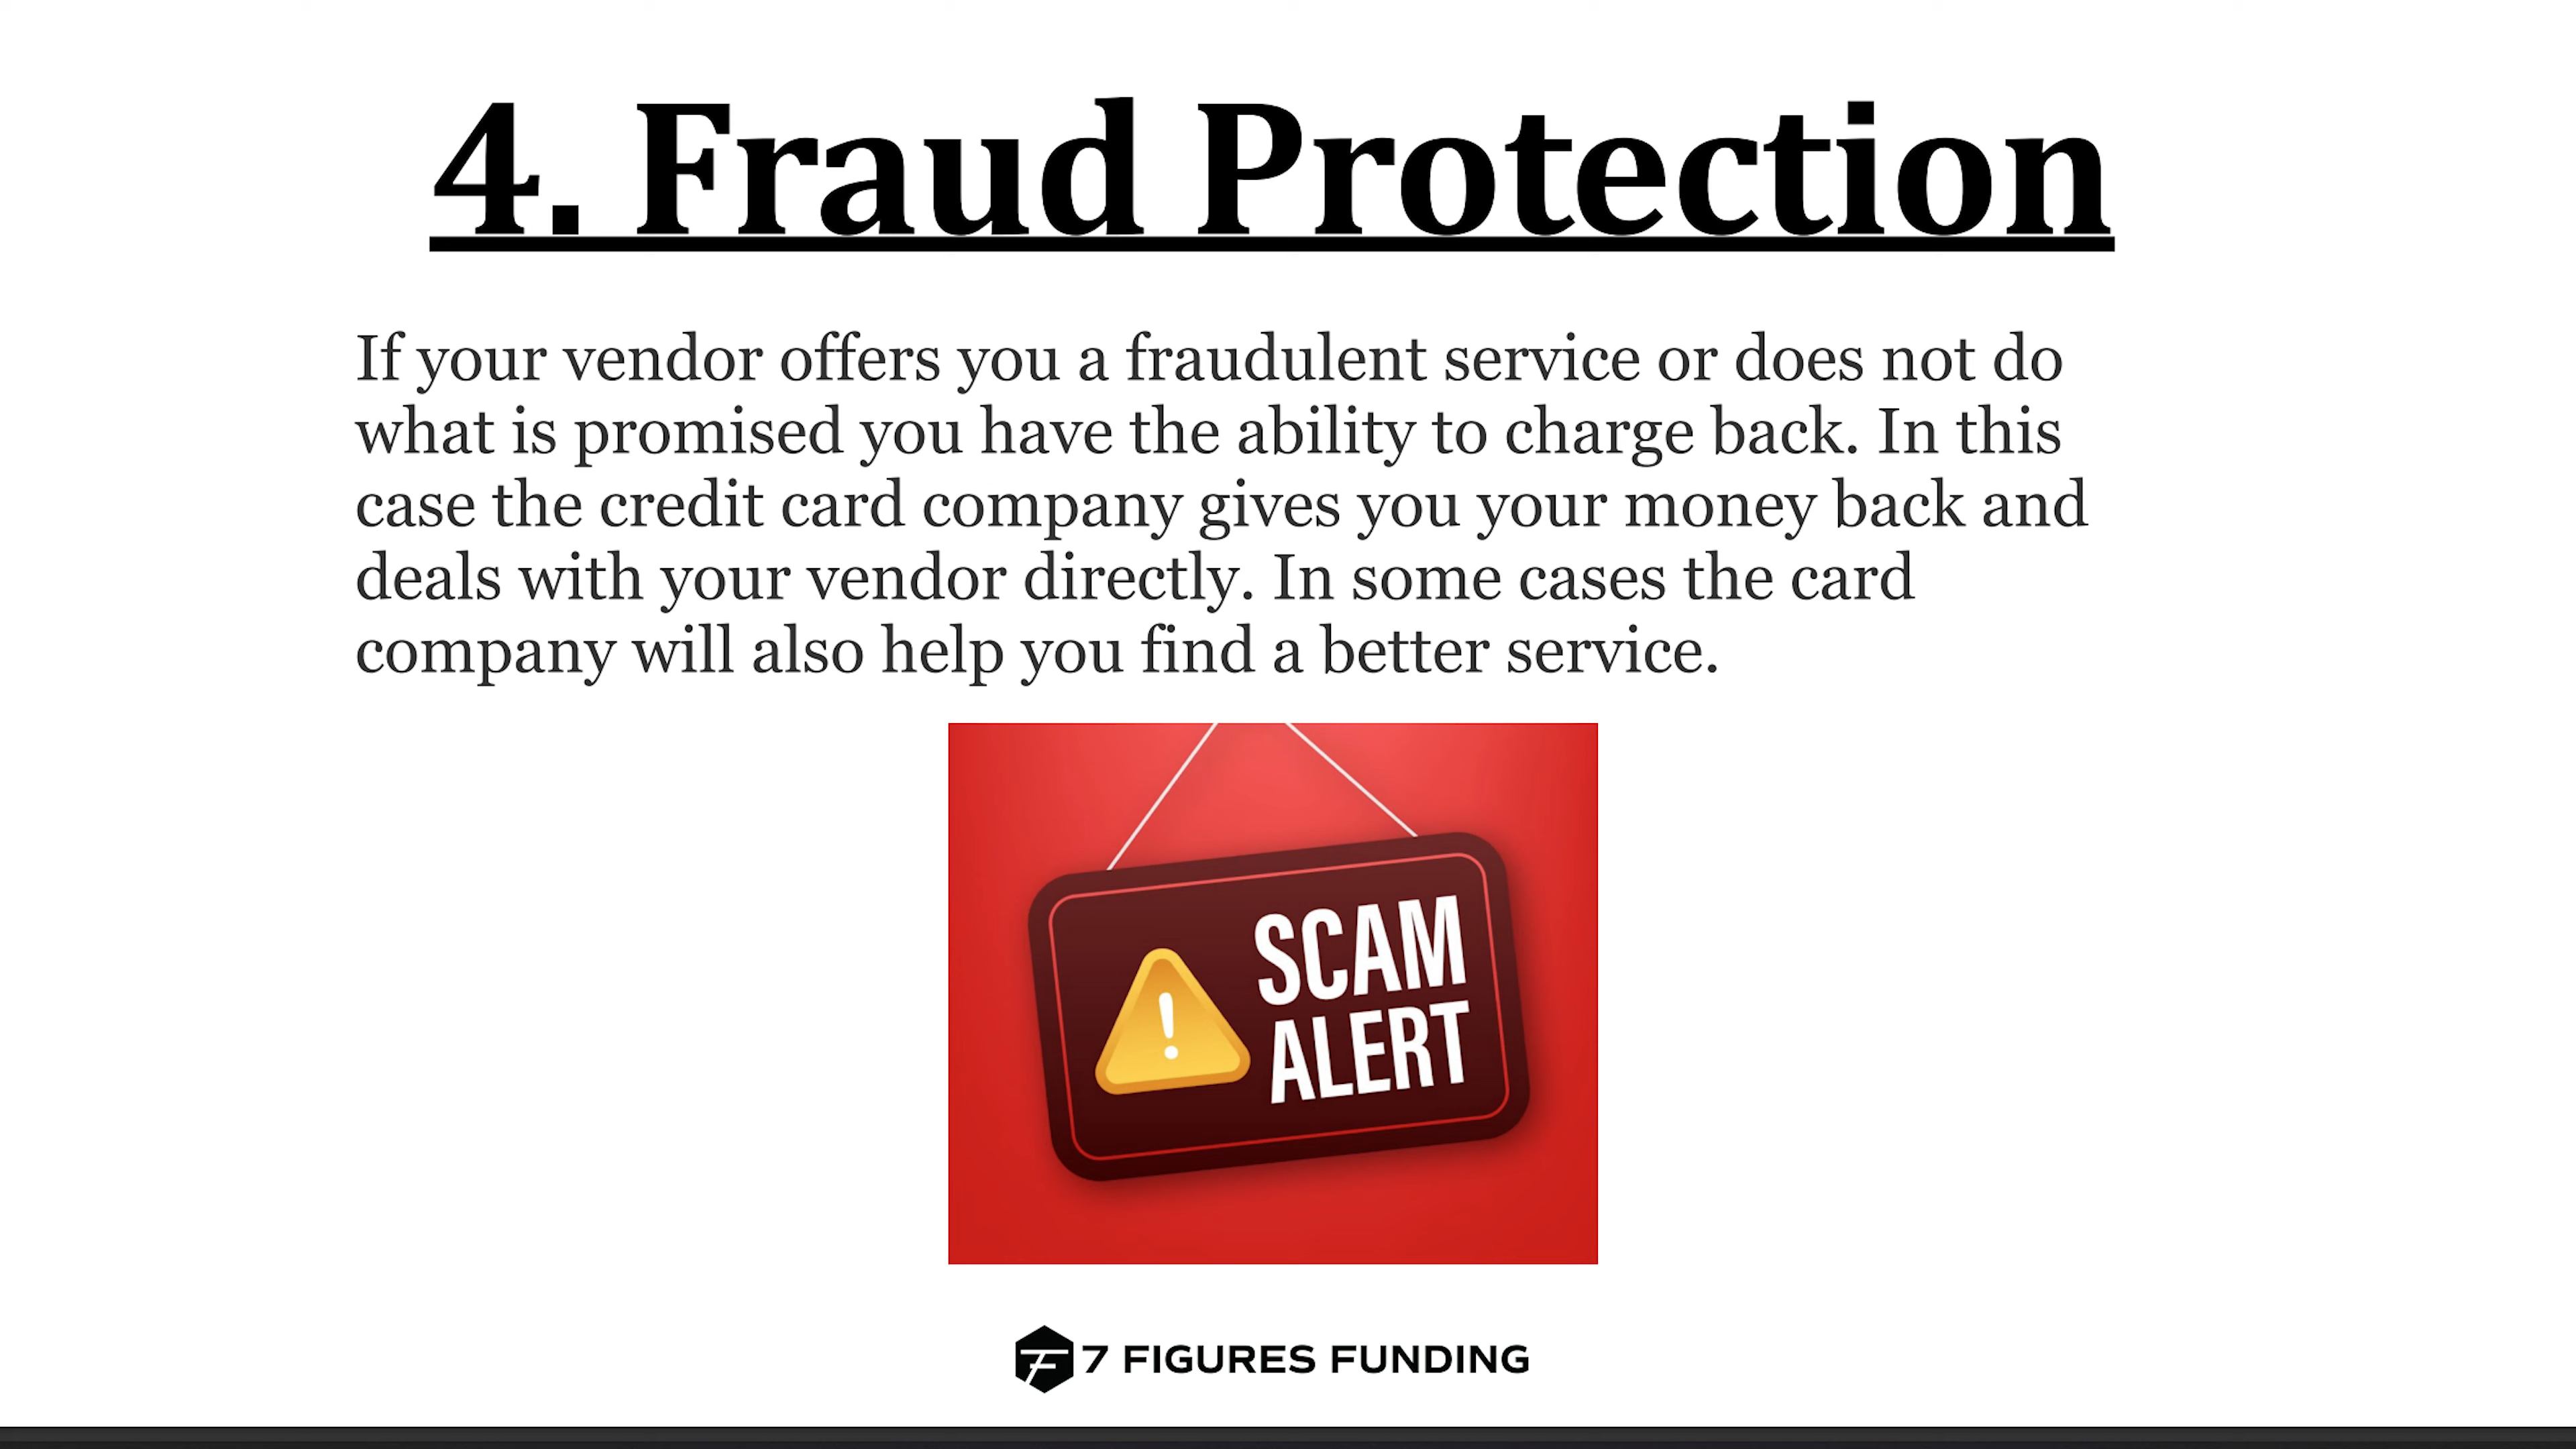 4. Fraud Protection
If your vendor offers you a fraudulent service or does not do
what is promised you have the ability to charge back. In this
case the credit card company gives you your money back and
deals with your vendor directly. In some cases the card
company will also help you find a better service.
SCAM
ALERT
7 FIGURES FUNDING